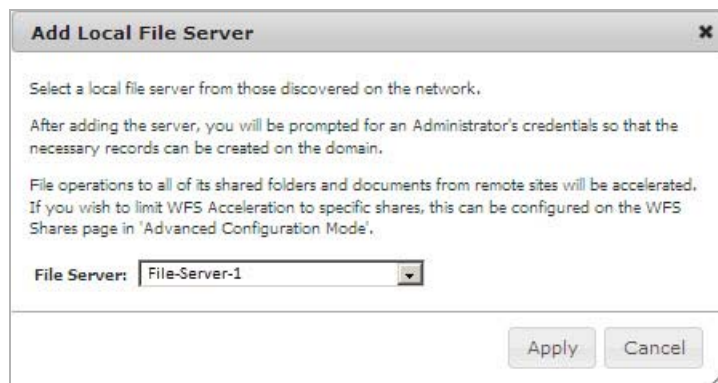 Add Local File Server
Select a local file server from those discovered on the network.
After adding the server, you will be prompted for an Administrator's credentials so that the
necessary records can be created on the domain.
File operations to all of its shared folders and documents from remote sites will be accelerated.
If you wish to limit WFS Acceleration to specific shares, this can be configured on the WFS
Shares page in 'Advanced Configuration Mode'.
File Server: File-Server-1
Apply Cancel